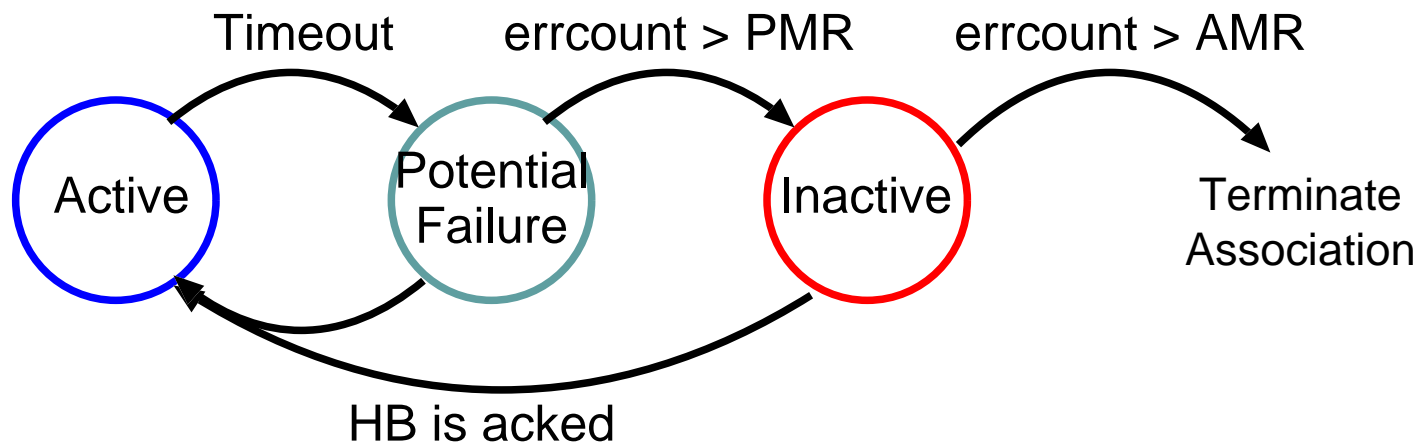 Timeout
errcount > PMR
errcount > AMR
Active
Potential
Failure
Inactive
Terminate
Association
HB is acked